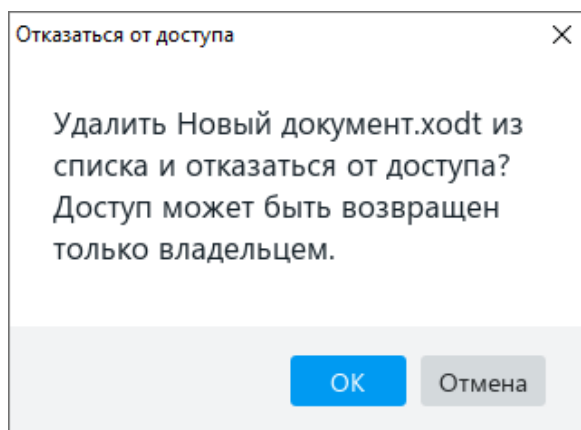 Отказаться от доступа
Удалить Новый документ.xodt из
списка и отказаться от доступа?
Доступ может быть возвращен
только владельцем.
ОК
Отмена